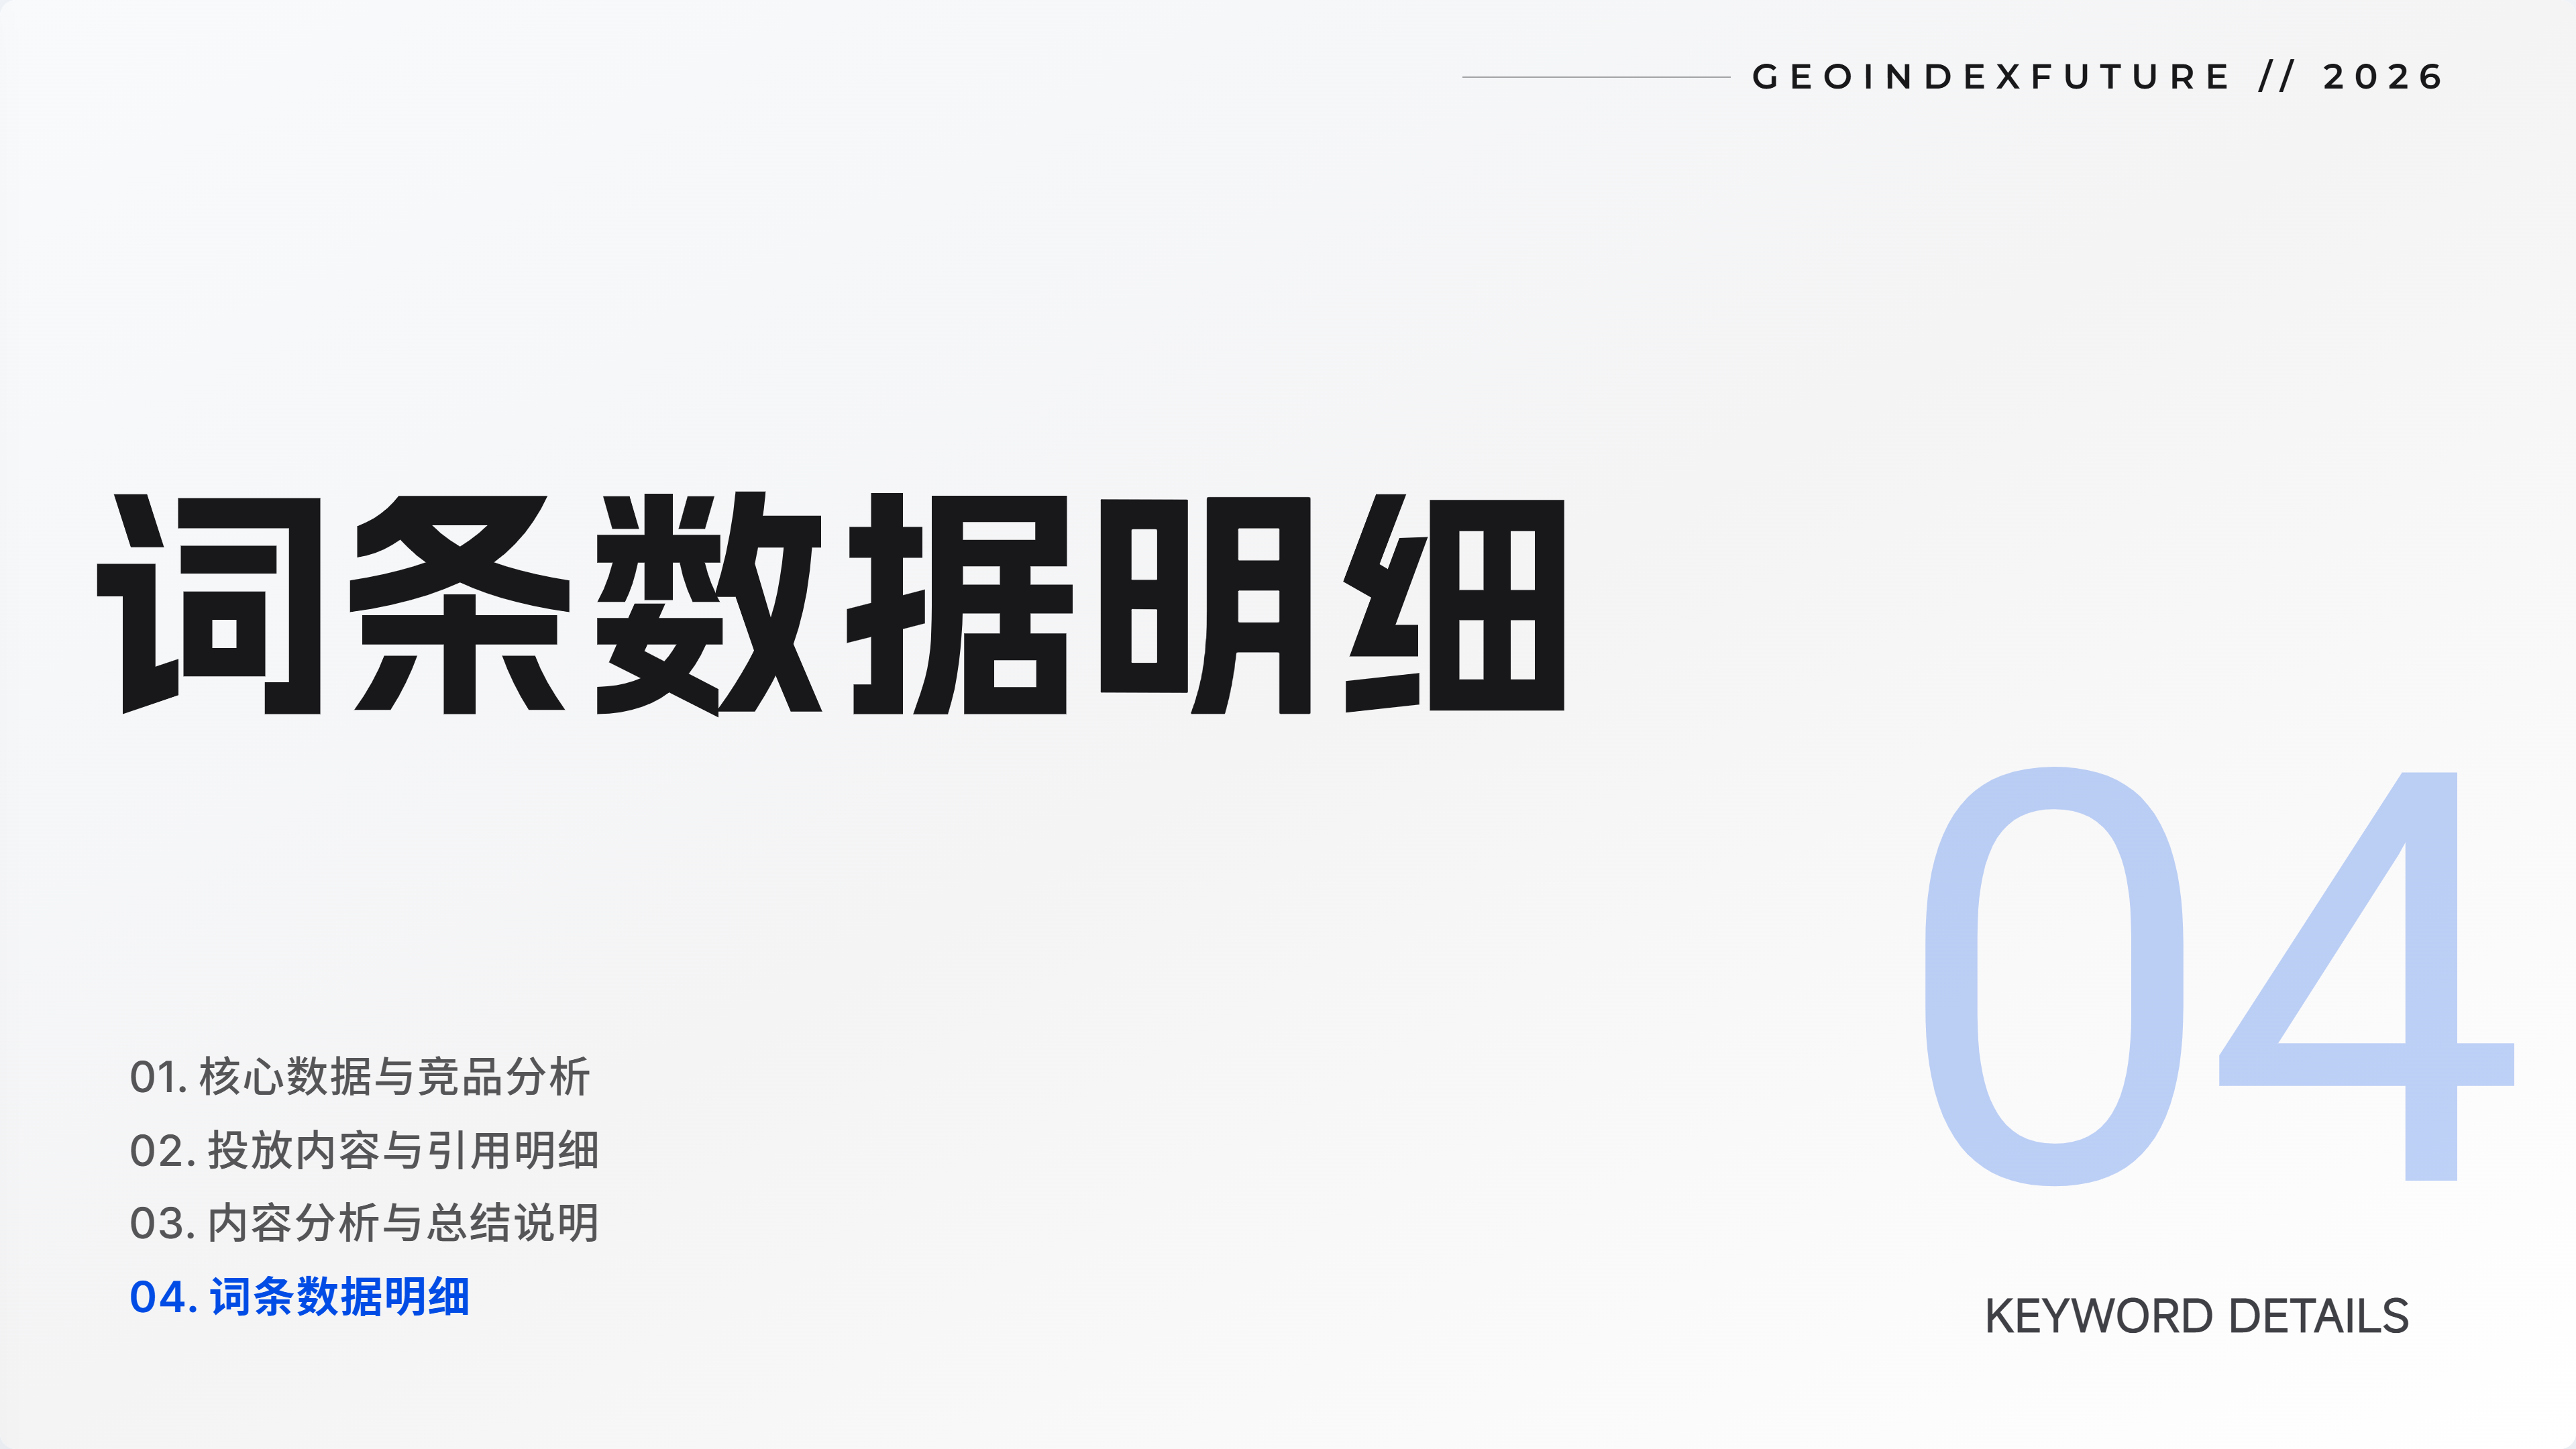 GEOINDEXFUTURE // 2026
词条数据明细
04
01. 核心数据与竞品分析
02. 投放内容与引用明细
03. 内容分析与总结说明
04. 词条数据明细
KEYWORD DETAILS